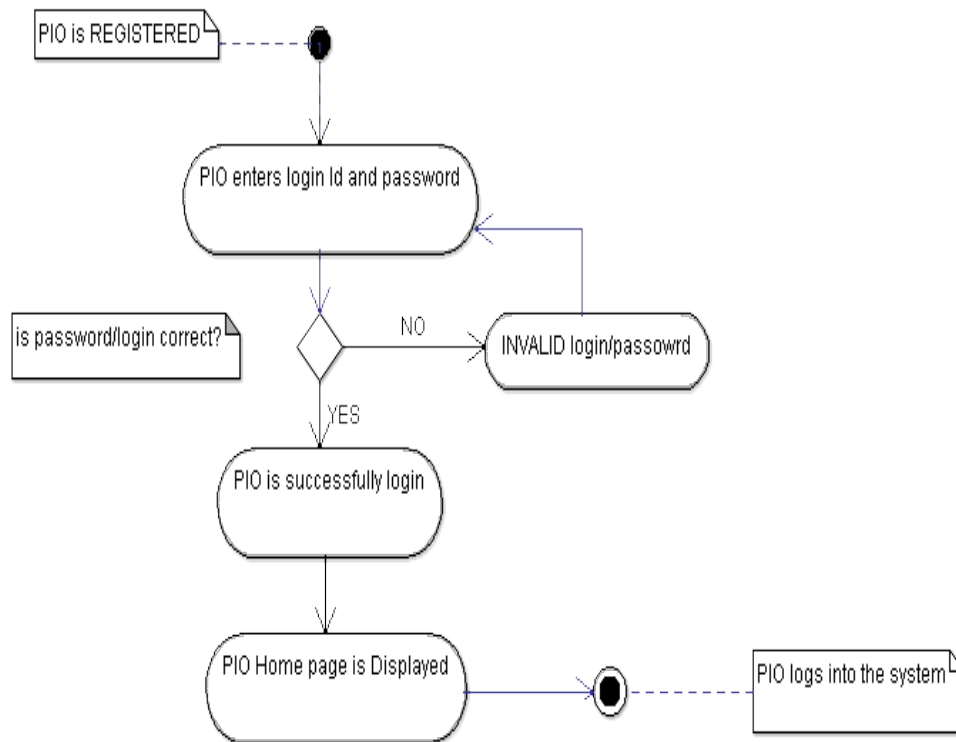 PIO is REGISTERED
PIO enters login Id and password
is password/login correct?
NO
INVALID login/passowrd
YES
PIO is successfully login
PIO Home page is Displayed
PIO logs into the system